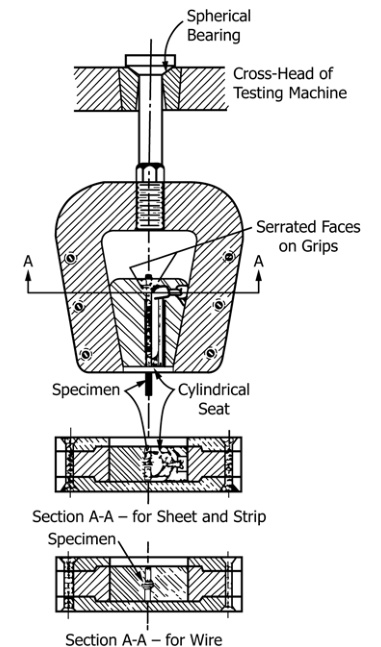 Spherical
Bearing
Cross-Head of
Testing Machine
Serrated Faces
on Grips
A
A
Specimen
Cylindrical
Seat
Section A-A – for Sheet and Strip
Specimen
Section A-A – for Wire